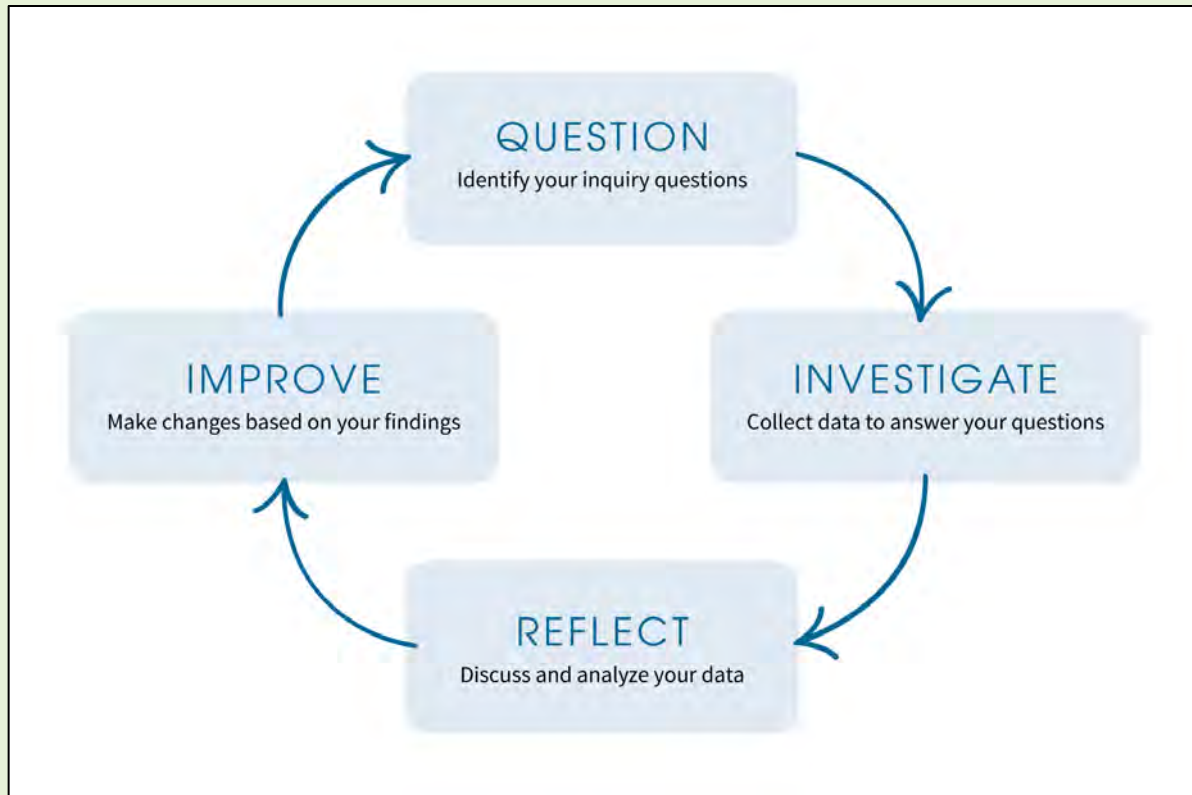 QUESTION
Identify your inquiry questions
INVESTIGATE
Collect data to answer your questions
REFLECT
Discuss and analyze your data
IMPROVE
Make changes based on your findings